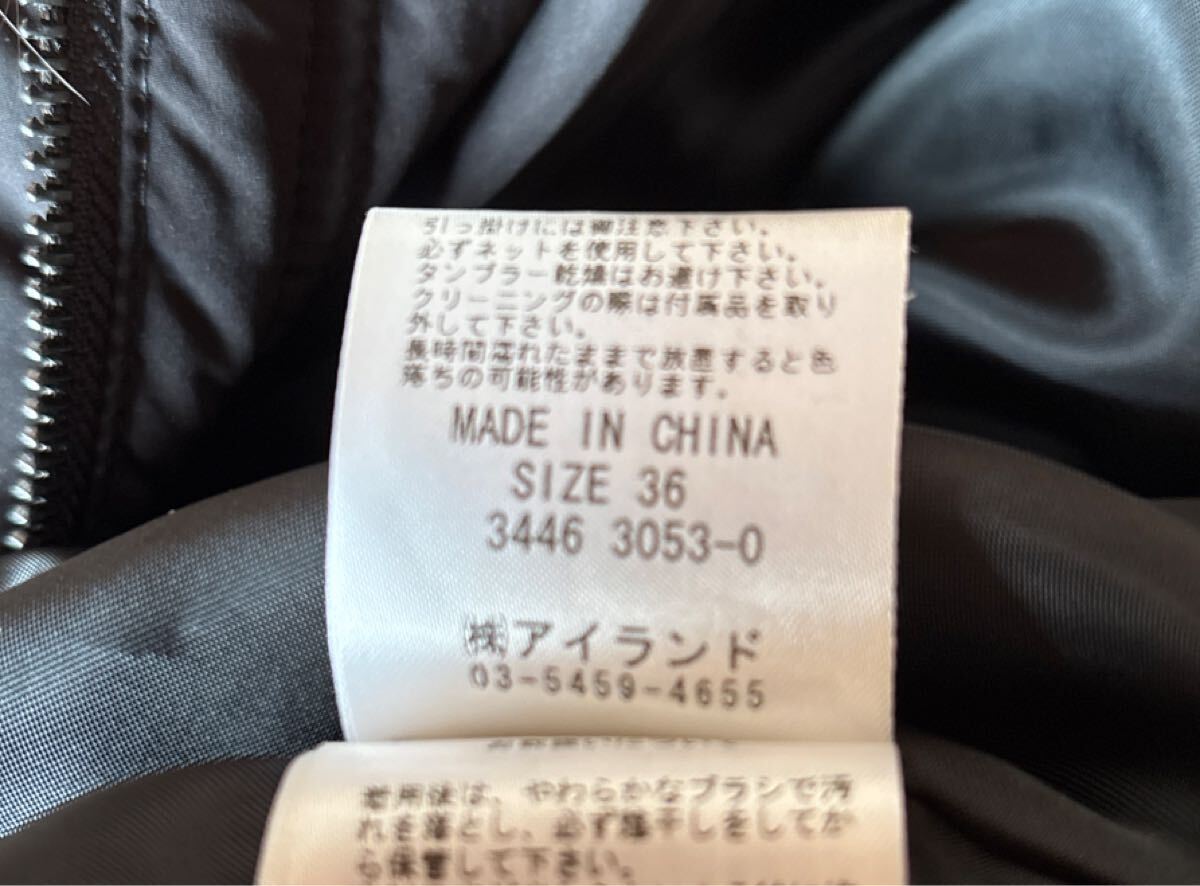 引っ掛けには御注意下さい。
必ずネットを使用して下さい。
タンブラー乾燥はお避け下さい。
クリーニングの際は付属品を取り
外して下さい。
長時間濡れたままで放置すると色
落ちの可能性があります。
MADE IN CHINA
SIZE 36
3446 3053-0
㈱アイランド
03-5459-4655
着用後は、やわらかなブラシで汚
れを落とし、必ず陰干しをしてか
ら保管して下さい。